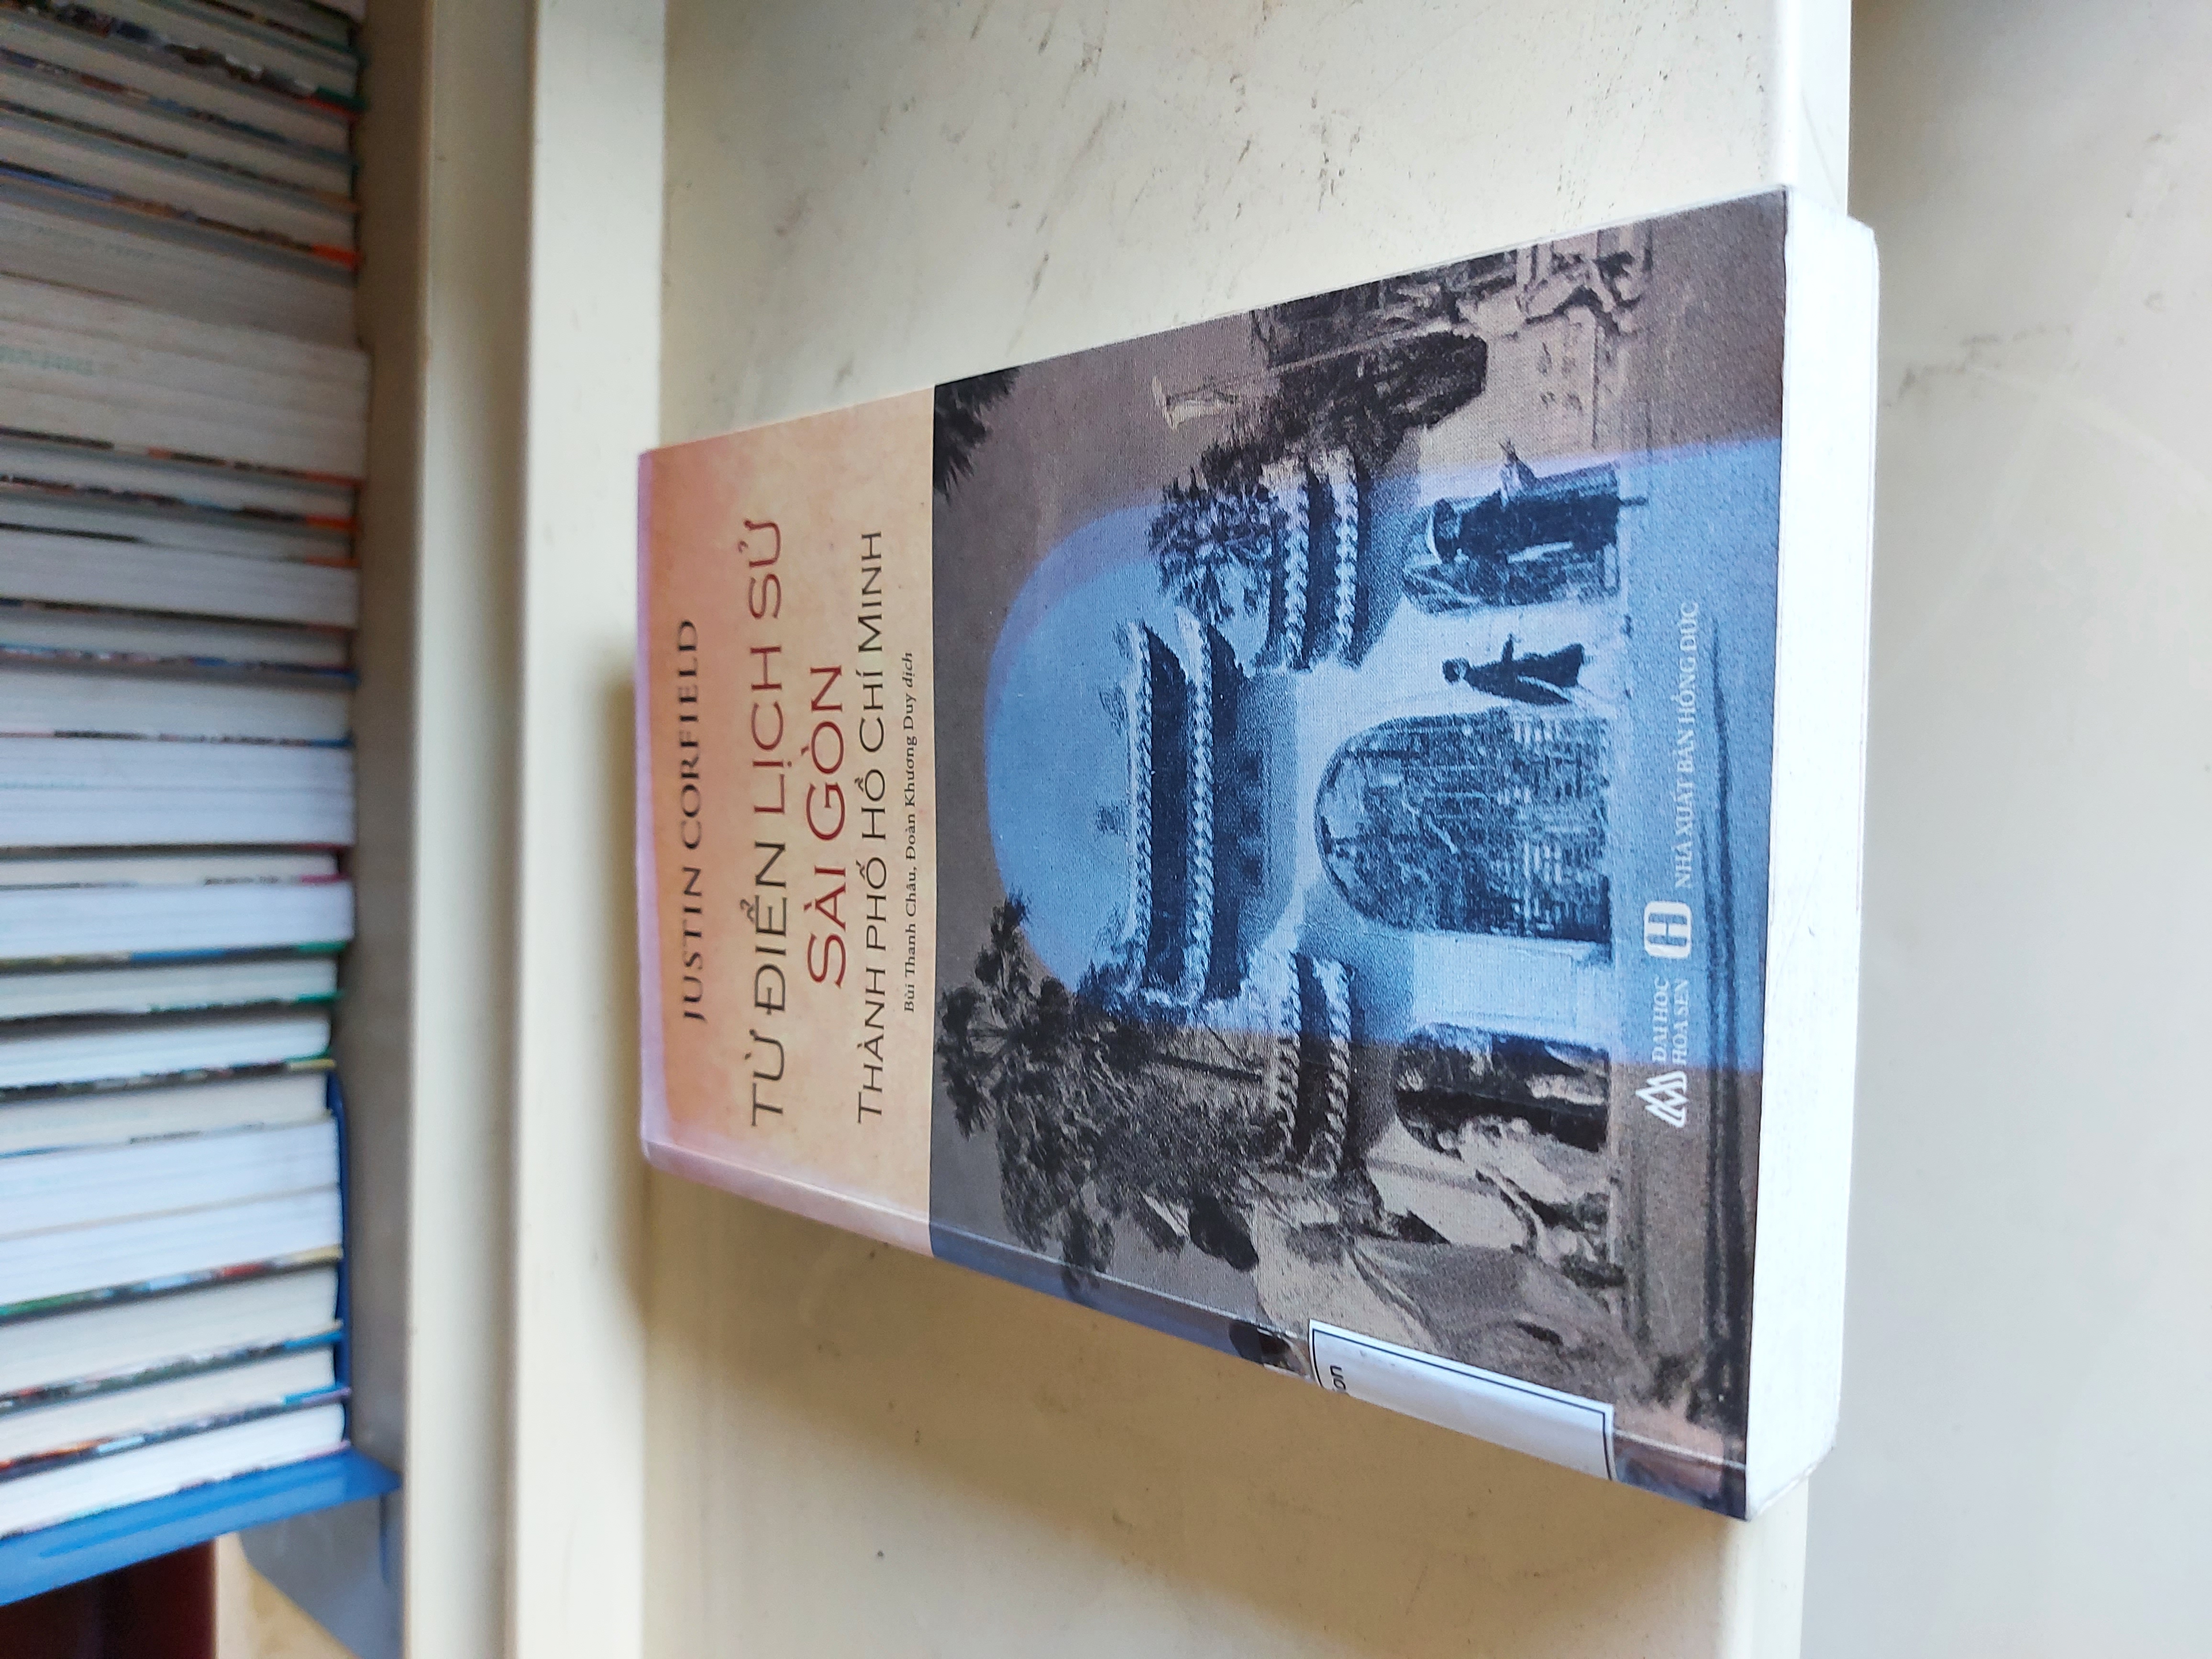 JUSTIN CORFIELD
TỪ ĐIỂN LỊCH SỬ
SÀI GÒN
THÀNH PHỐ HỒ CHÍ MINH
Bùi Thanh Châu, Đoàn Khương Duy dịch
on
ĐẠI HỌC
HOA SEN
NHÀ XUẤT BẢN HỒNG ĐỨC